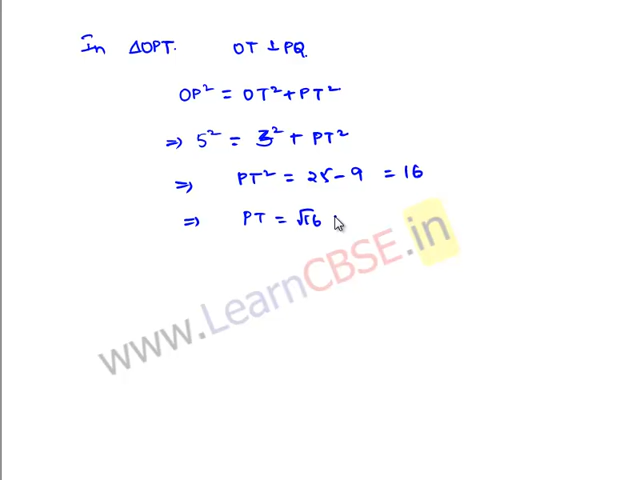 In ΔOPT. OT ⊥ PQ.
OP² = OT² + PT²
⇒ 5² = 3² + PT²
⇒ PT² = 25 − 9 = 16
⇒ PT = √16
www.LearnCBSE.in